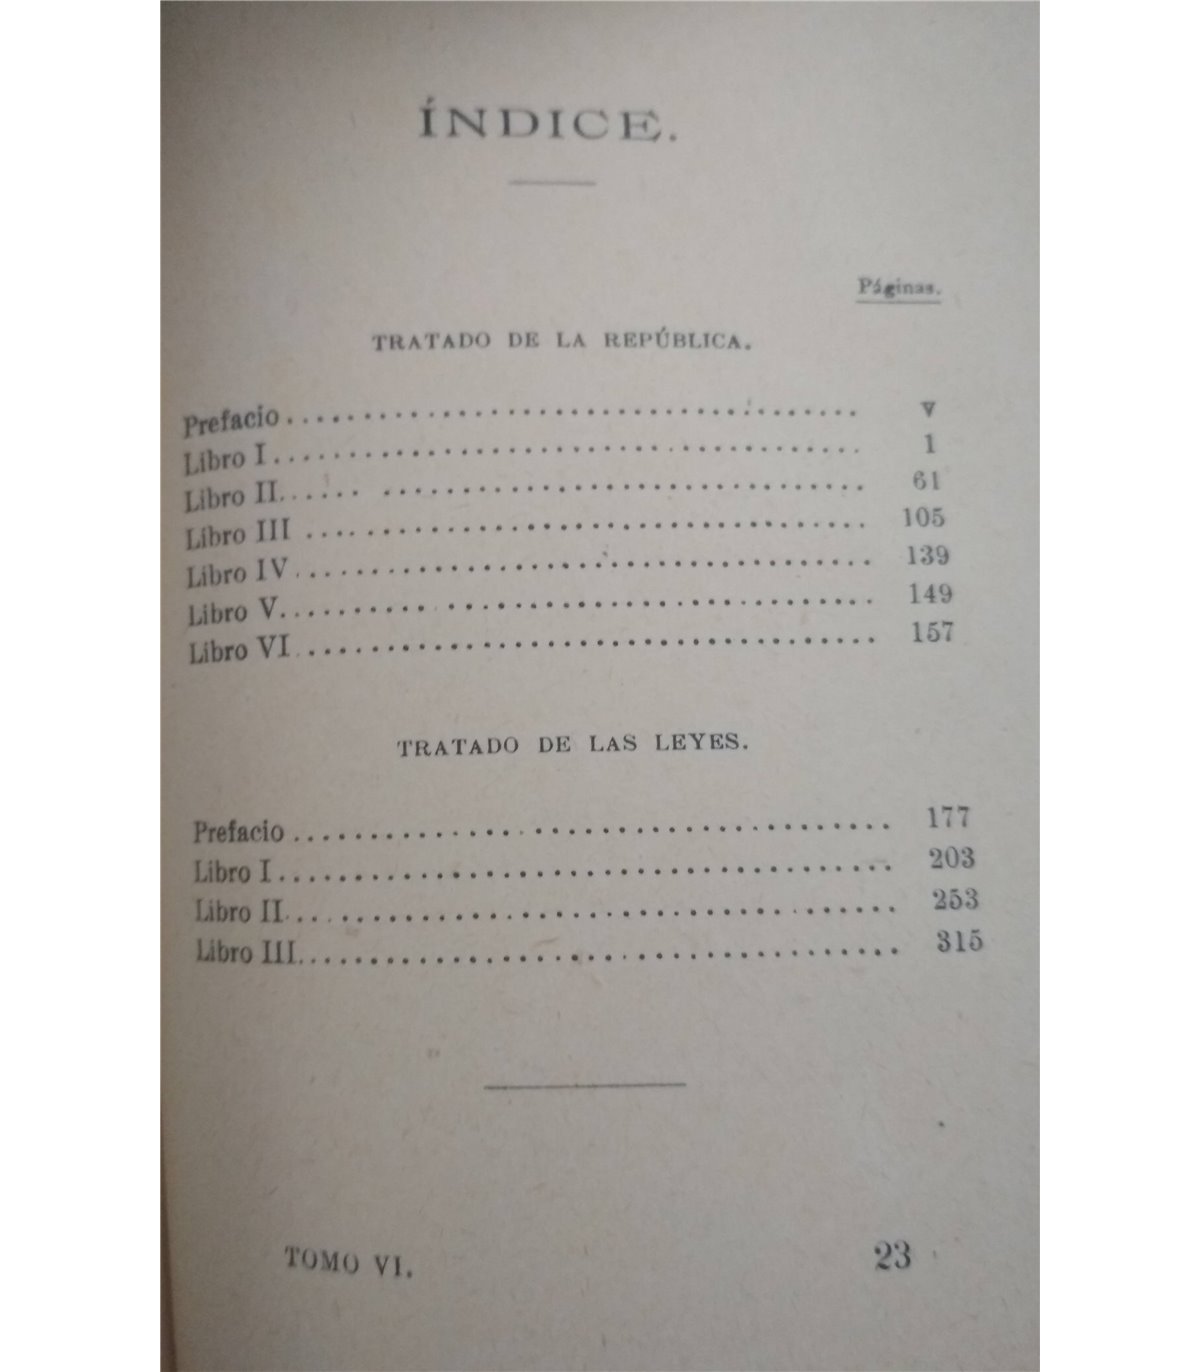 ÍNDICE.
Páginas.
TRATADO DE LA REPÚBLICA.
Prefacio........................................ V
Libro I........................................ 1
Libro II........................................ 61
Libro III........................................ 105
Libro IV........................................ 139
Libro V........................................ 149
Libro VI........................................ 157
TRATADO DE LAS LEYES.
Prefacio........................................ 177
Libro I........................................ 203
Libro II........................................ 253
Libro III........................................ 315
TOMO VI. 23